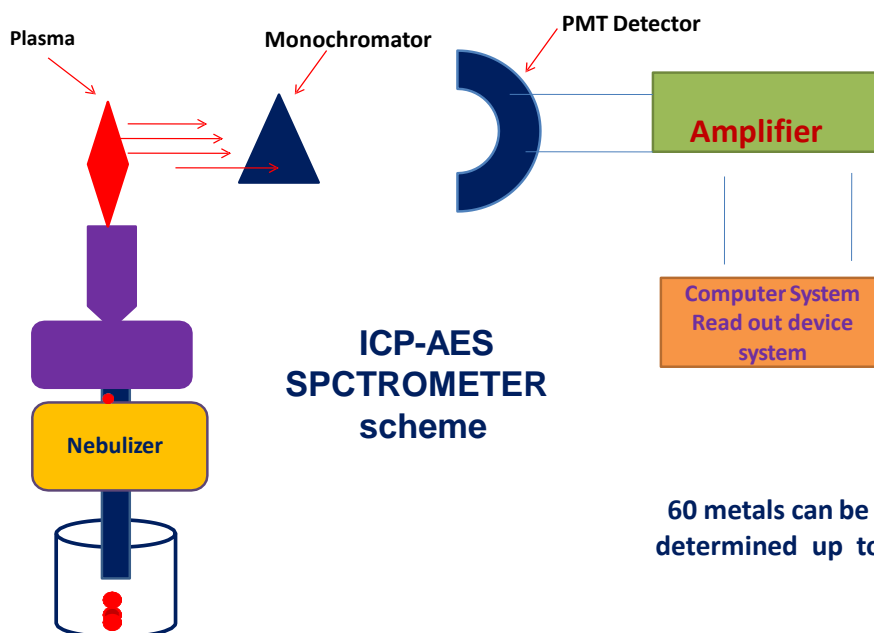 Plasma
Monochromator
PMT Detector
Amplifier
Computer System
Read out device
system
ICP-AES
SPCTROMETER
scheme
Nebulizer
60 metals can be
determined up to